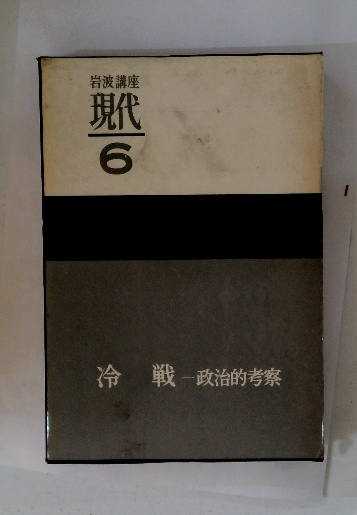 岩波講座
現代
6
冷 戦 —政治的考察